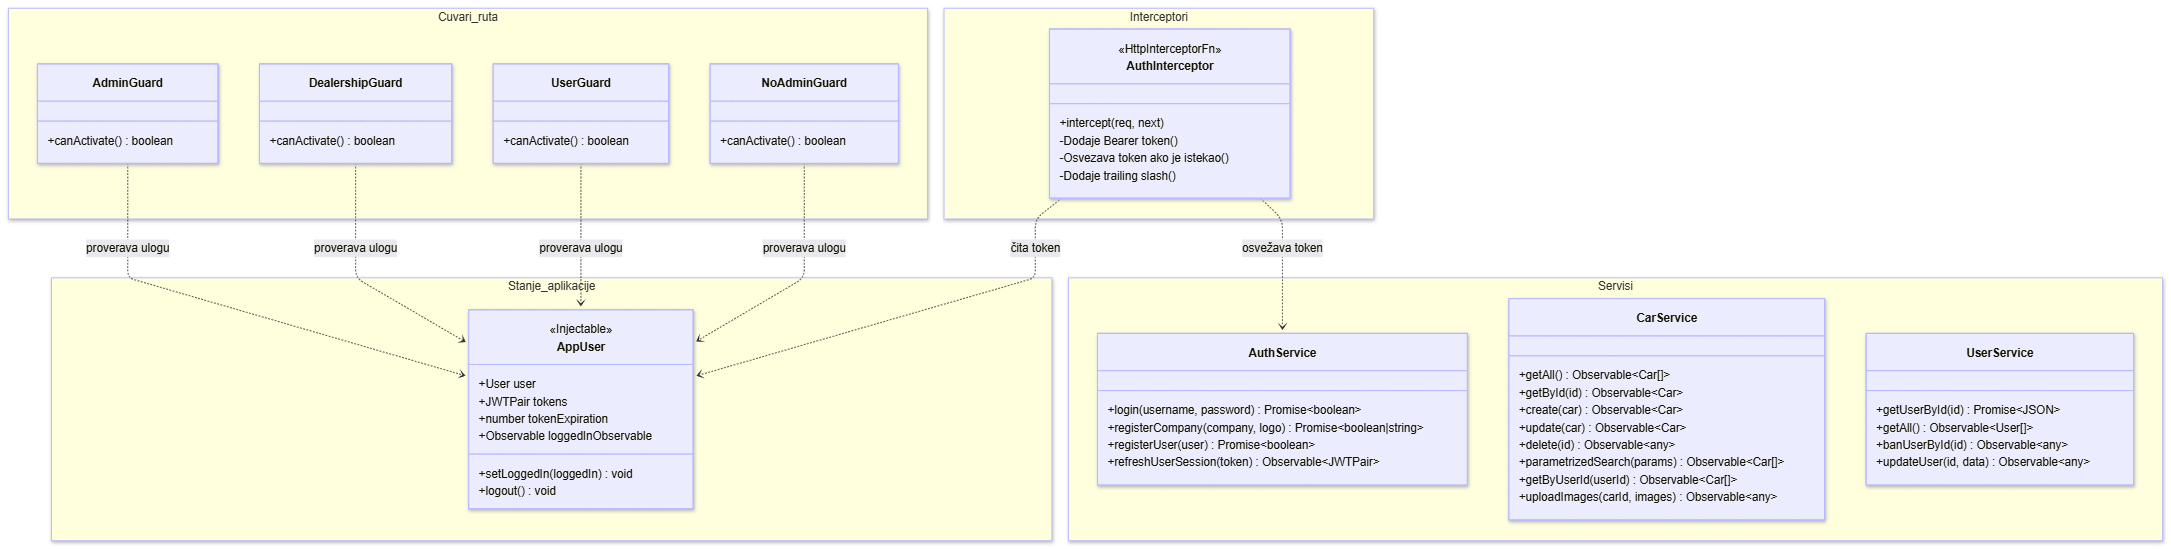 Cuvari_ruta
AdminGuard
+canActivate() : boolean
DealershipGuard
+canActivate() : boolean
UserGuard
+canActivate() : boolean
NoAdminGuard
+canActivate() : boolean
Interceptori
«HttpInterceptorFn»
AuthInterceptor
+intercept(req, next)
-Dodaje Bearer token()
-Osvezava token ako je istekao()
-Dodaje trailing slash()
proverava ulogu
proverava ulogu
proverava ulogu
proverava ulogu
čita token
osvežava token
Stanje_aplikacije
«Injectable»
AppUser
+User user
+JWTPair tokens
+number tokenExpiration
+Observable loggedInObservable
+setLoggedIn(loggedIn) : void
+logout() : void
Servisi
AuthService
+login(username, password) : Promise<boolean>
+registerCompany(company, logo) : Promise<boolean|string>
+registerUser(user) : Promise<boolean>
+refreshUserSession(token) : Observable<JWTPair>
CarService
+getAll() : Observable<Car[]>
+getById(id) : Observable<Car>
+create(car) : Observable<Car>
+update(car) : Observable<Car>
+delete(id) : Observable<any>
+parametrizedSearch(params) : Observable<Car[]>
+getByUserId(userId) : Observable<Car[]>
+uploadImages(carId, images) : Observable<any>
UserService
+getUserById(id) : Promise<JSON>
+getAll() : Observable<User[]>
+banUserById(id) : Observable<any>
+updateUser(id, data) : Observable<any>